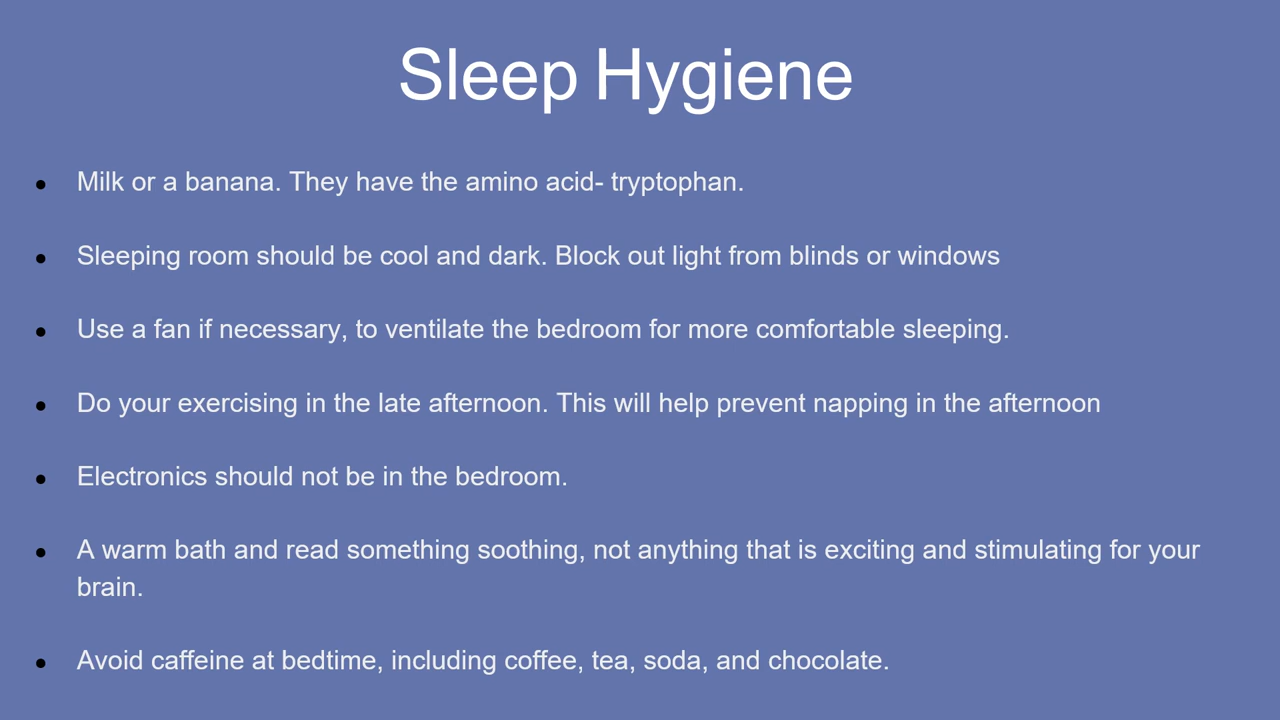 Sleep Hygiene
● Milk or a banana. They have the amino acid- tryptophan.
● Sleeping room should be cool and dark. Block out light from blinds or windows
● Use a fan if necessary, to ventilate the bedroom for more comfortable sleeping.
● Do your exercising in the late afternoon. This will help prevent napping in the afternoon
● Electronics should not be in the bedroom.
● A warm bath and read something soothing, not anything that is exciting and stimulating for your
brain.
● Avoid caffeine at bedtime, including coffee, tea, soda, and chocolate.